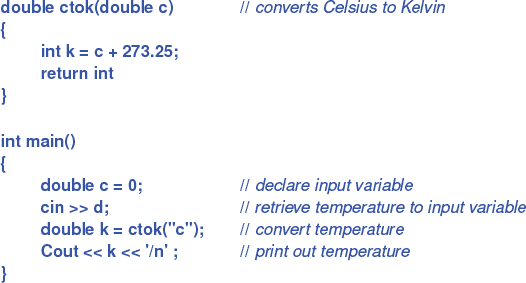 double ctok(double c) // converts Celsius to Kelvin
{
int k = c + 273.25;
return int
}
int main()
{
double c = 0; // declare input variable
cin >> d; // retrieve temperature to input variable
double k = ctok("c"); // convert temperature
Cout << k << '/n' ; // print out temperature
}